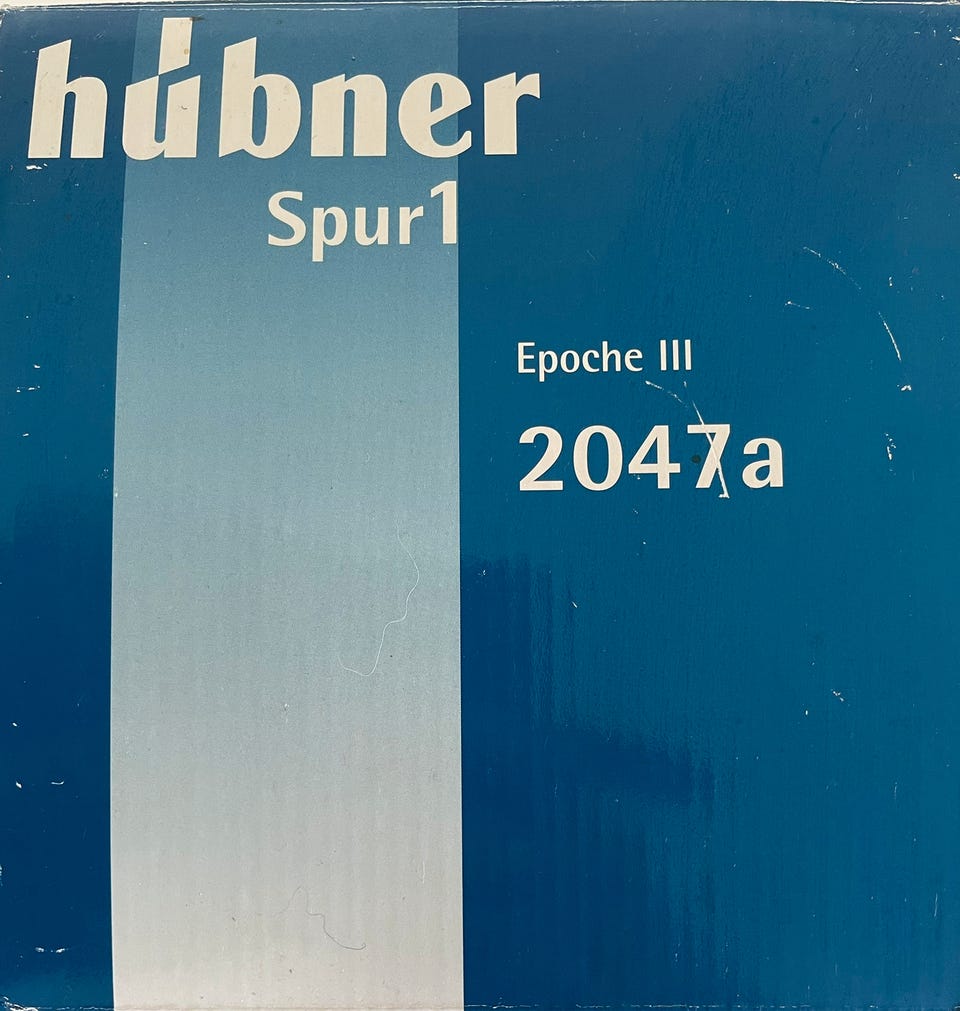 hübner
Spur1
Epoche III
2047a